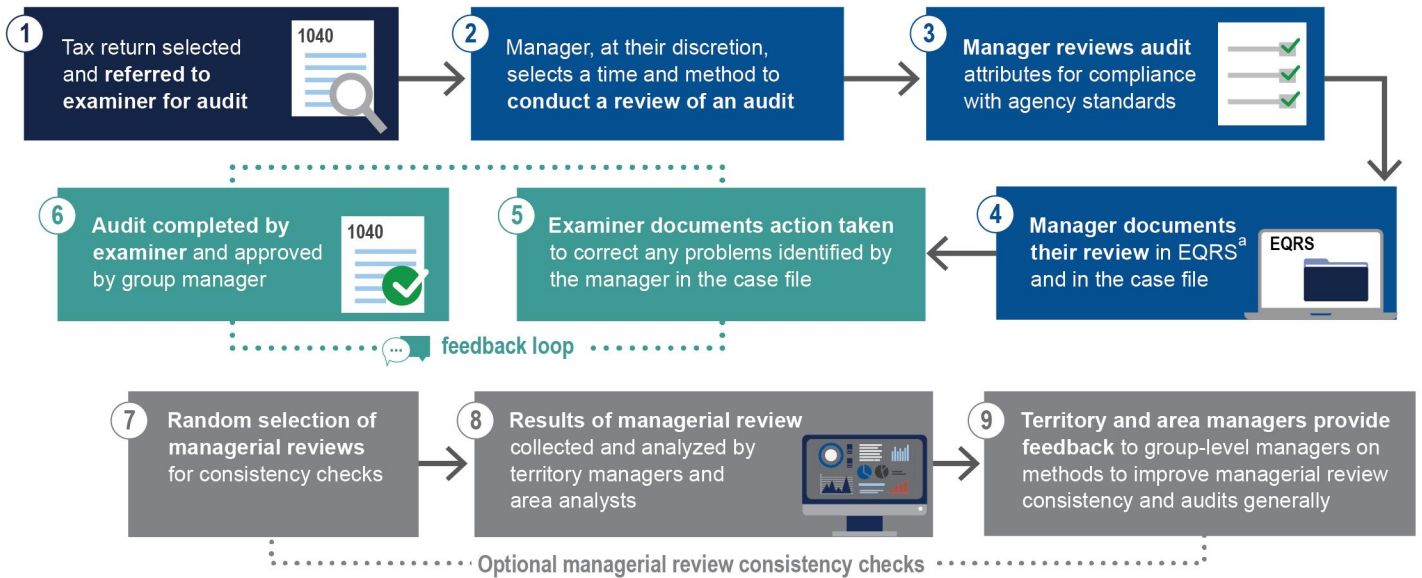 1
Tax return selected
and referred to
examiner for audit
1040
2
Manager, at their discretion,
selects a time and method to
conduct a review of an audit
3
Manager reviews audit
attributes for compliance
with agency standards
4
Manager documents
their review in EQRSᵃ
and in the case file
EQRS
5
Examiner documents action taken
to correct any problems identified by
the manager in the case file
6
Audit completed by
examiner and approved
by group manager
1040
feedback loop
7
Random selection of
managerial reviews
for consistency checks
8
Results of managerial review
collected and analyzed by
territory managers and
area analysts
9
Territory and area managers provide
feedback to group-level managers on
methods to improve managerial review
consistency and audits generally
Optional managerial review consistency checks